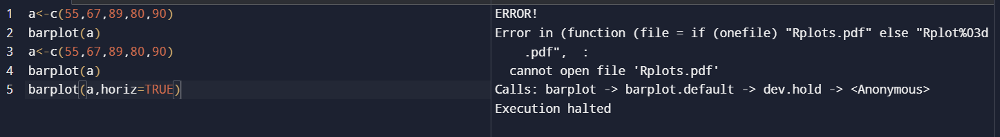 1 a<-c(55,67,89,80,90)
2 barplot(a)
3 a<-c(55,67,89,80,90)
4 barplot(a)
5 barplot(a,horiz=TRUE)
ERROR!
Error in (function (file = if (onefile) "Rplots.pdf" else "Rplot%03d
.pdf", :
cannot open file 'Rplots.pdf'
Calls: barplot -> barplot.default -> dev.hold -> <Anonymous>
Execution halted